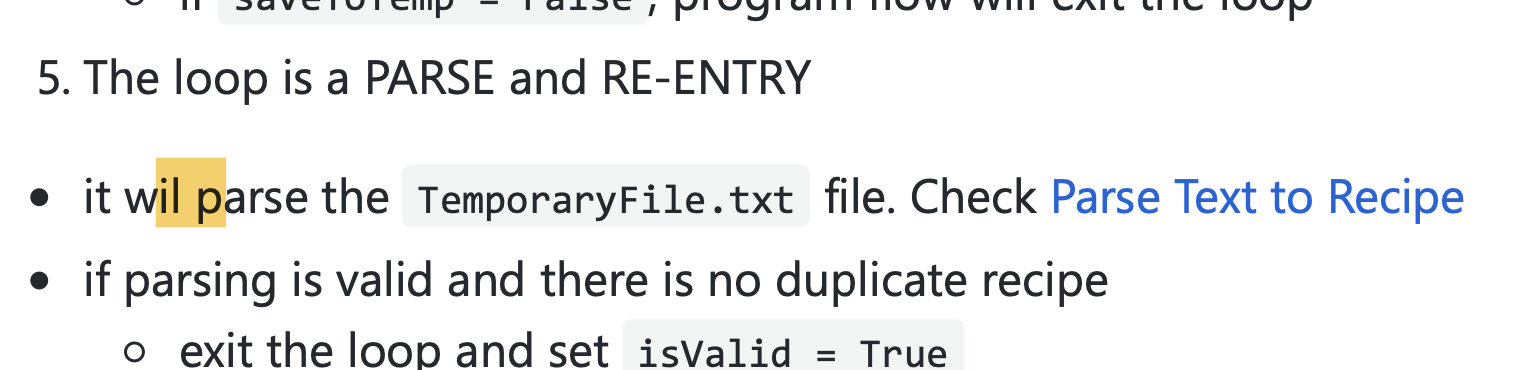 if saveToTemp = False, program flow will exit the loop
5. The loop is a PARSE and RE-ENTRY
it wil parse the TemporaryFile.txt file. Check Parse Text to Recipe
if parsing is valid and there is no duplicate recipe
exit the loop and set isValid = True